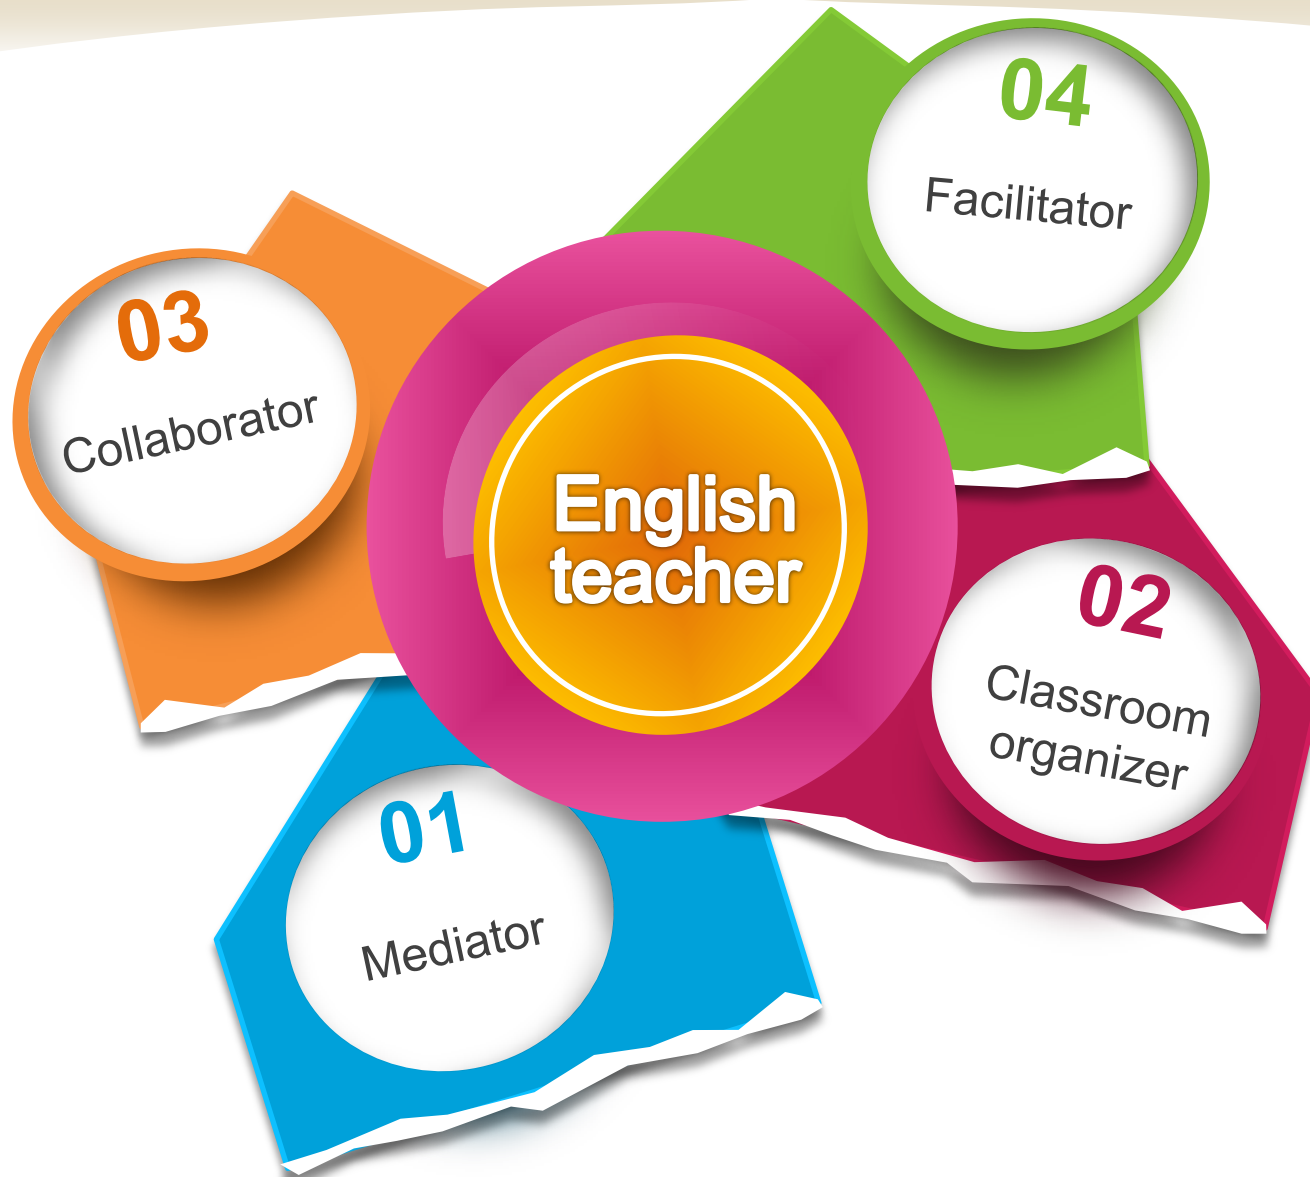 04
Facilitator
03
Collaborator
English
teacher
02
Classroom
organizer
01
Mediator